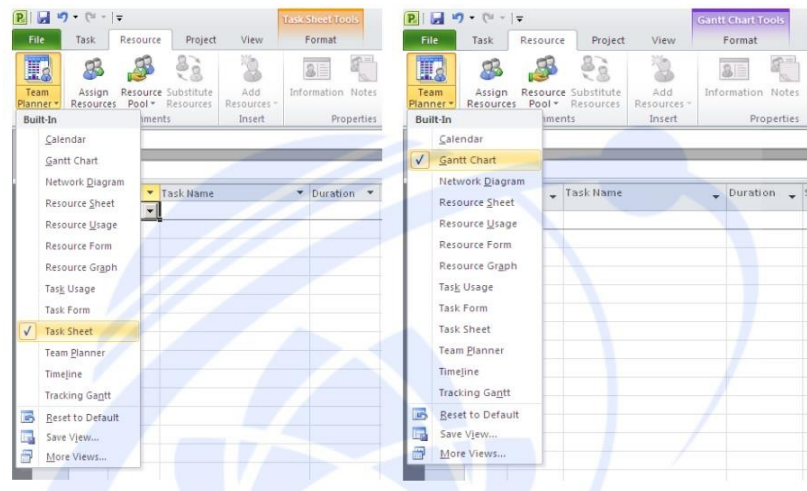 Task Sheet Tools
File Task Resource Project View Format
Team Planner Assign Resources Resource Pool Substitute Resources Add Resources Information Notes
Built-In ments Insert Properties
Calendar
Gantt Chart
Network Diagram
Resource Sheet
Resource Usage
Resource Form
Resource Graph
Task Usage
Task Form
Task Sheet
Team Planner
Timeline
Tracking Gantt
Reset to Default
Save View...
More Views...
Task Name Duration
Gantt Chart Tools
File Task Resource Project View Format
Team Planner Assign Resources Resource Pool Substitute Resources Add Resources Information Notes
Built-In ments Insert Properties
Calendar
Gantt Chart
Network Diagram
Resource Sheet
Resource Usage
Resource Form
Resource Graph
Task Usage
Task Form
Task Sheet
Team Planner
Timeline
Tracking Gantt
Reset to Default
Save View...
More Views...
Task Name Duration